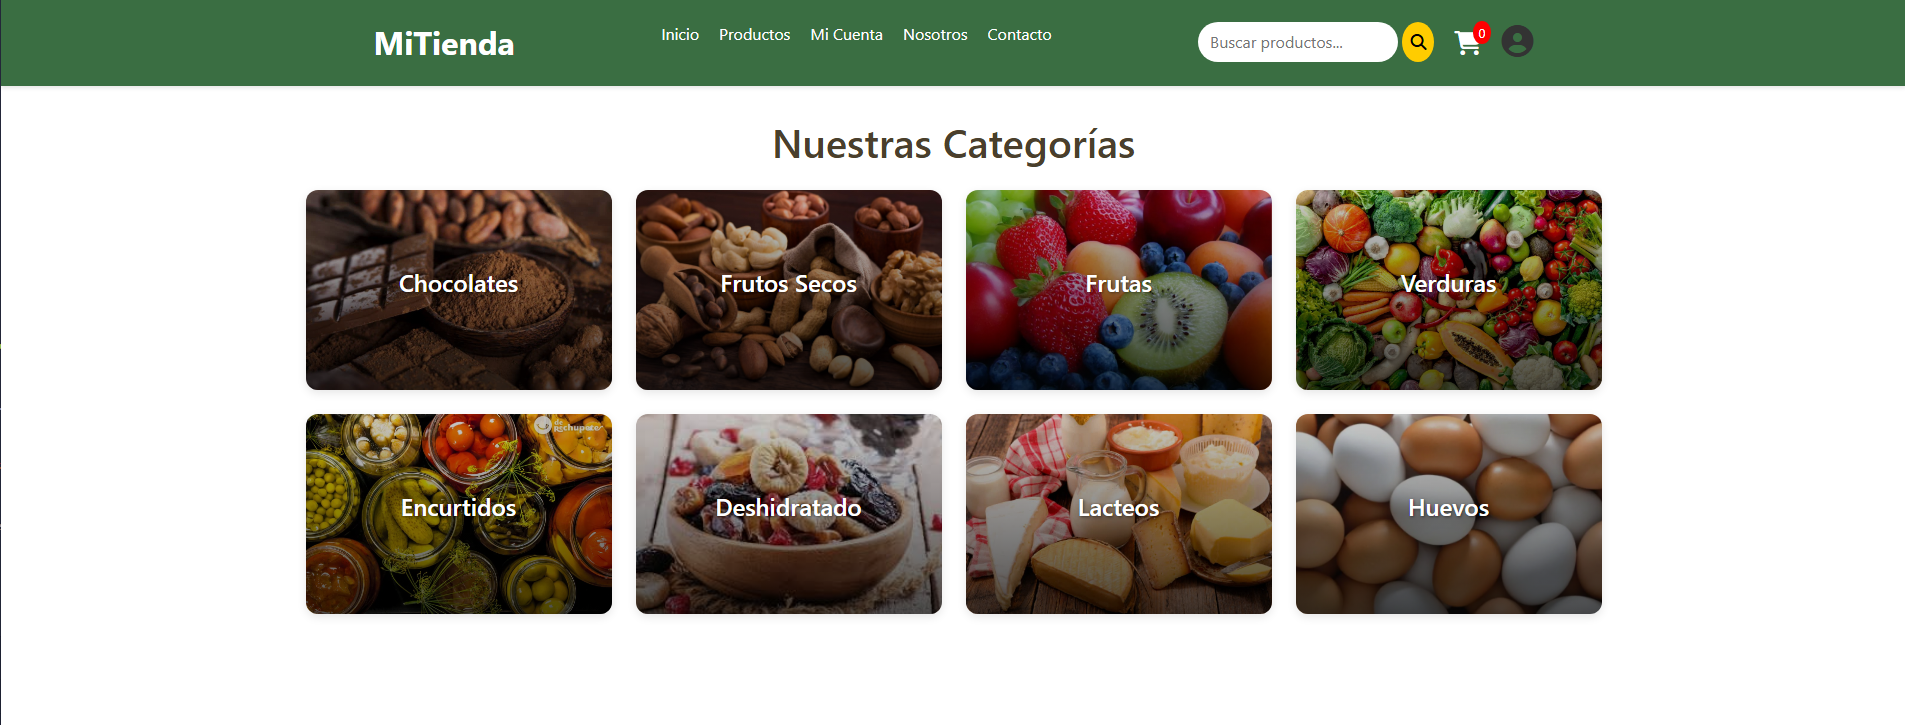 MiTienda
Inicio Productos Mi Cuenta Nosotros Contacto
Buscar productos...
0
Nuestras Categorías
Chocolates
Frutos Secos
Frutas
Verduras
Encurtidos
Deshidratado
Lacteos
Huevos